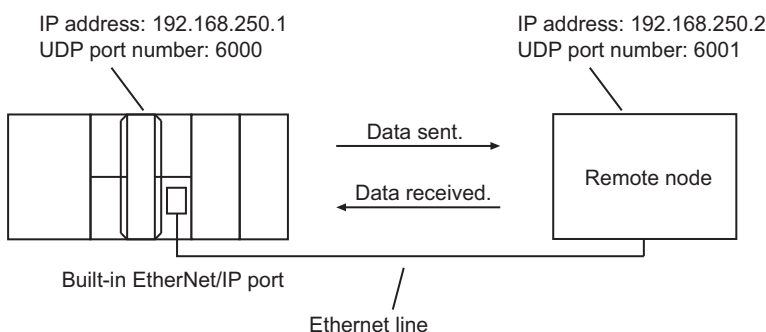 IP address: 192.168.250.1
UDP port number: 6000
IP address: 192.168.250.2
UDP port number: 6001
Data sent.
Data received.
Remote node
Built-in EtherNet/IP port
Ethernet line